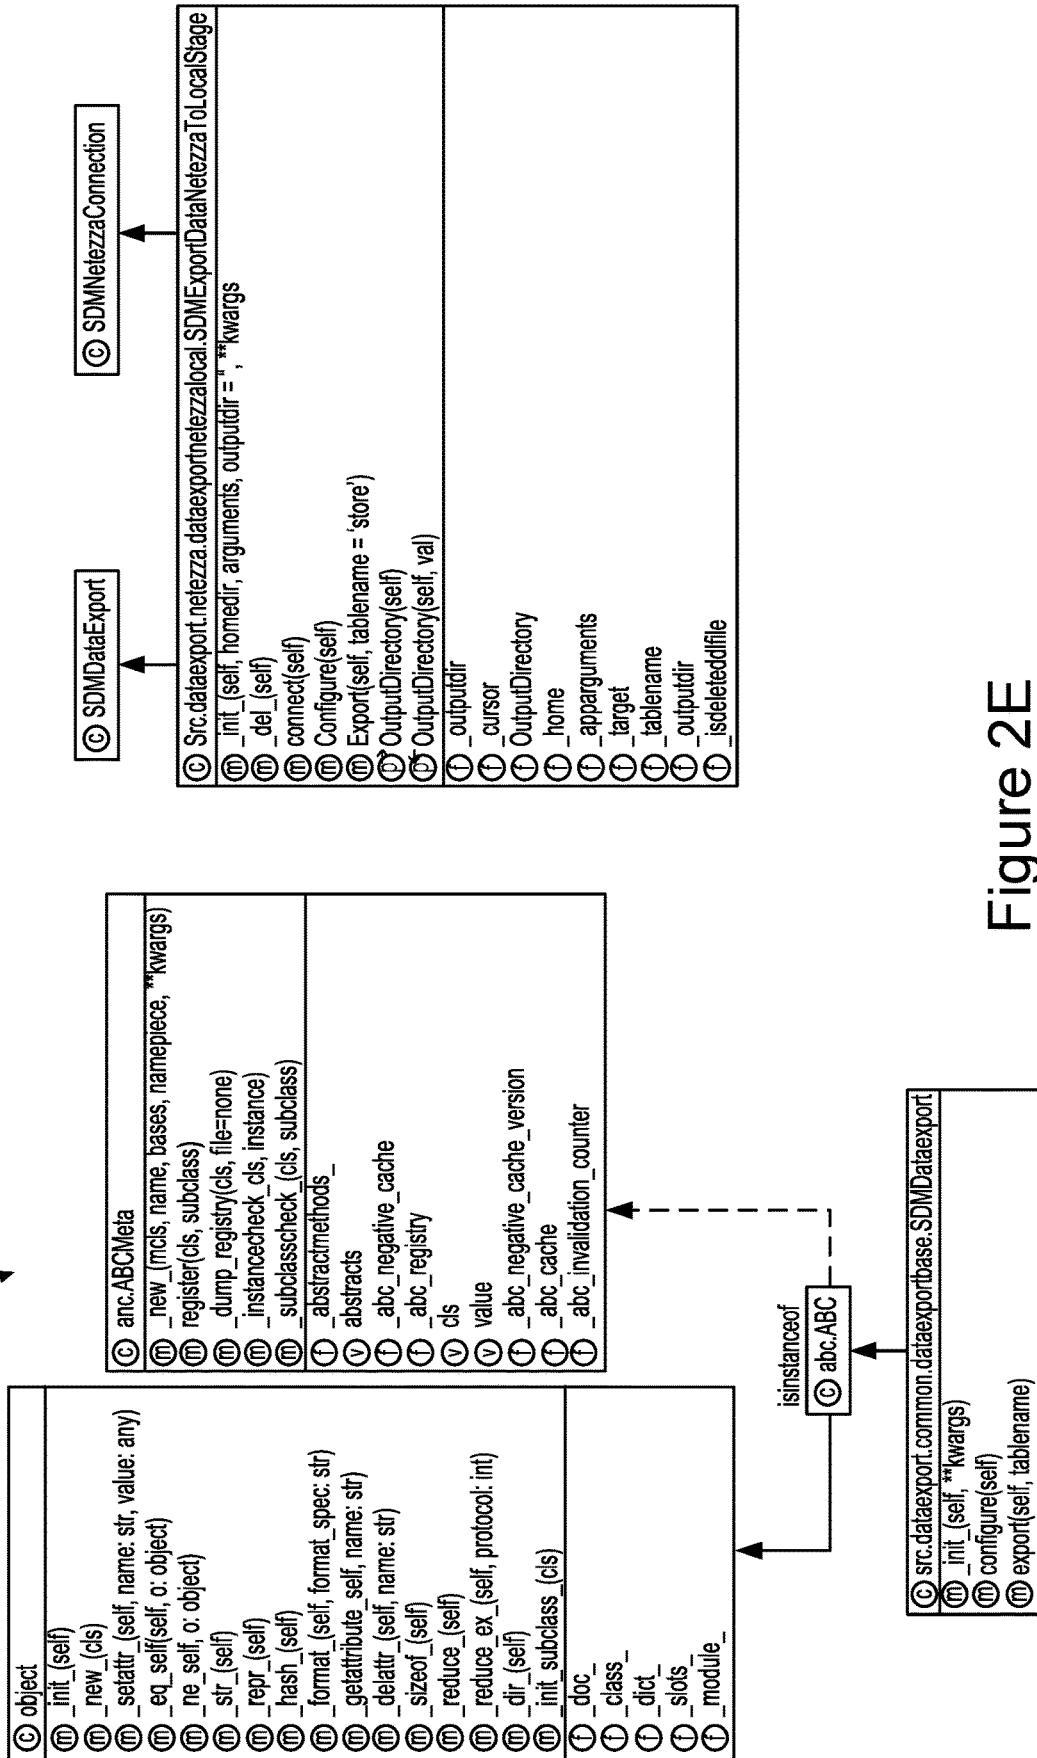 object
_init_(self)
_new_(cls)
_setattr_(self, name: str, value: any)
_eq_self(self, o: object)
_ne_self, o: object)
_str_(self)
_repr_(self)
_hash_(self)
_format_(self, format_spec: str)
_getattribute_self, name: str)
_delattr_(self, name: str)
_sizeof_(self)
_reduce_(self)
_reduce_ex_(self, protocol: int)
_dir_(self)
_init_subclass_(cls)
_doc_
_class_
_dict_
_slots_
_module_
anc.ABCMeta
_new_(mcls, name, bases, namepiece, **kwargs)
register(cls, subclass)
_dump_registry(cls, file=none)
_instancecheck_cls, instance)
_subclasscheck_(cls, subclass)
_abstractmethods_
abstracts
_abc_negative_cache
_abc_registry
cls
value
_abc_negative_cache_version
_abc_cache
_abc_invalidation_counter
isinstanceof
abc.ABC
src.dataexport.common.dataexportbase.SDMDataexport
_init_(self, **kwargs)
configure(self)
export(self, tablename)
SDMDataExport
SDMNetezzaConnection
Src.dataexport.netezza.dataexportnetezzalocal.SDMExportDataNetezzaToLocalStage
_init_(self, homedir, arguments, outputdir = '', **kwargs
_del_(self)
connect(self)
Configure(self)
Export(self, tablename = 'store')
OutputDirectory(self)
OutputDirectory(self, val)
_outputdir
_cursor
OutputDirectory
_home
_apparguments
_target
_tablename
_outputdir
_isdeleteddlfile
Figure 2E